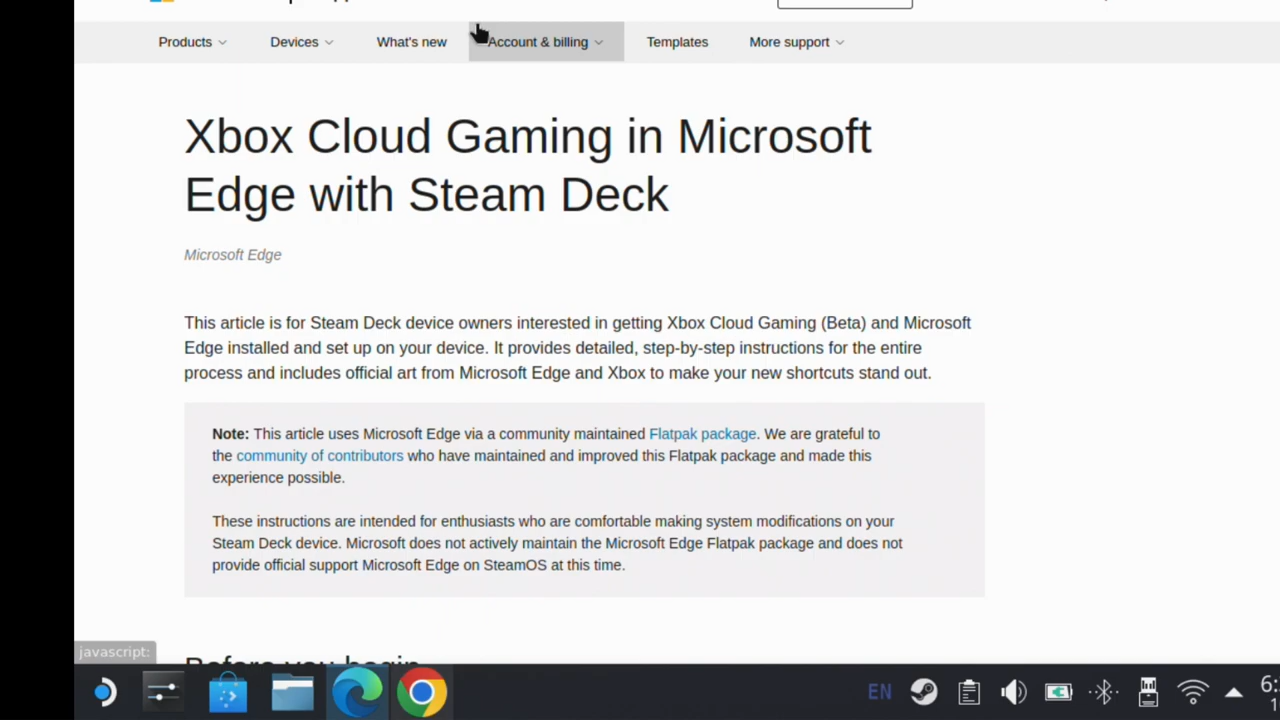 Products
Devices
What's new
Account & billing
Templates
More support
Xbox Cloud Gaming in Microsoft
Edge with Steam Deck
Microsoft Edge
This article is for Steam Deck device owners interested in getting Xbox Cloud Gaming (Beta) and Microsoft
Edge installed and set up on your device. It provides detailed, step-by-step instructions for the entire
process and includes official art from Microsoft Edge and Xbox to make your new shortcuts stand out.
Note: This article uses Microsoft Edge via a community maintained Flatpak package. We are grateful to
the community of contributors who have maintained and improved this Flatpak package and made this
experience possible.
These instructions are intended for enthusiasts who are comfortable making system modifications on your
Steam Deck device. Microsoft does not actively maintain the Microsoft Edge Flatpak package and does not
provide official support Microsoft Edge on SteamOS at this time.
Before you begin
javascript:
EN
6:
1